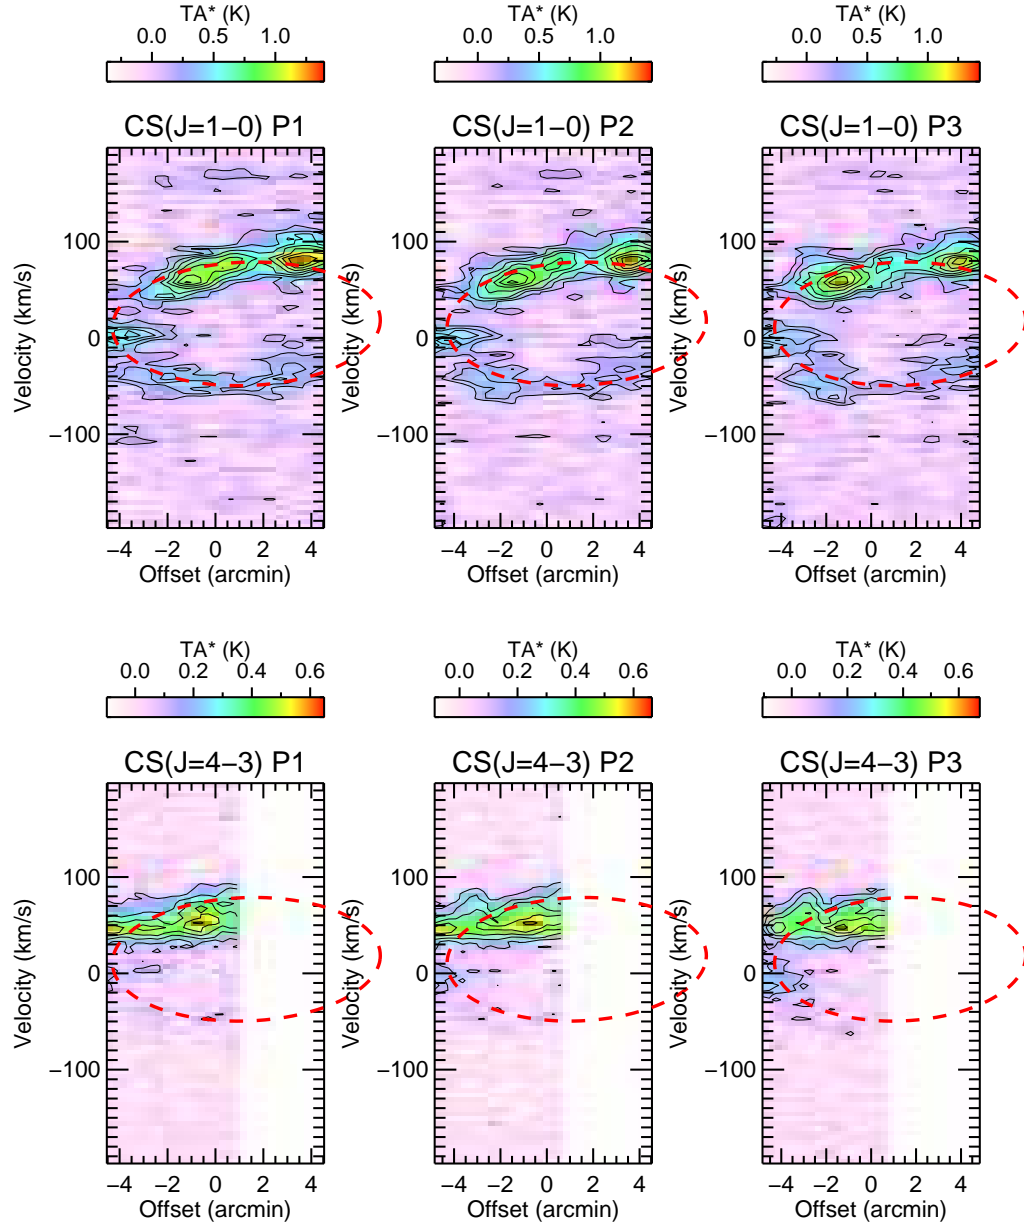 TA* (K) TA* (K) TA* (K)
0.0 0.5 1.0 0.0 0.5 1.0 0.0 0.5 1.0
CS(J=1−0) P1 CS(J=1−0) P2 CS(J=1−0) P3
100 100 100
0 0 0
−100 −100 −100
Velocity (km/s) Velocity (km/s) Velocity (km/s)
−4 −2 0 2 4 −4 −2 0 2 4 −4 −2 0 2 4
Offset (arcmin) Offset (arcmin) Offset (arcmin)
TA* (K) TA* (K) TA* (K)
0.0 0.2 0.4 0.6 0.0 0.2 0.4 0.6 0.0 0.2 0.4 0.6
CS(J=4−3) P1 CS(J=4−3) P2 CS(J=4−3) P3
100 100 100
0 0 0
−100 −100 −100
Velocity (km/s) Velocity (km/s) Velocity (km/s)
−4 −2 0 2 4 −4 −2 0 2 4 −4 −2 0 2 4
Offset (arcmin) Offset (arcmin) Offset (arcmin)